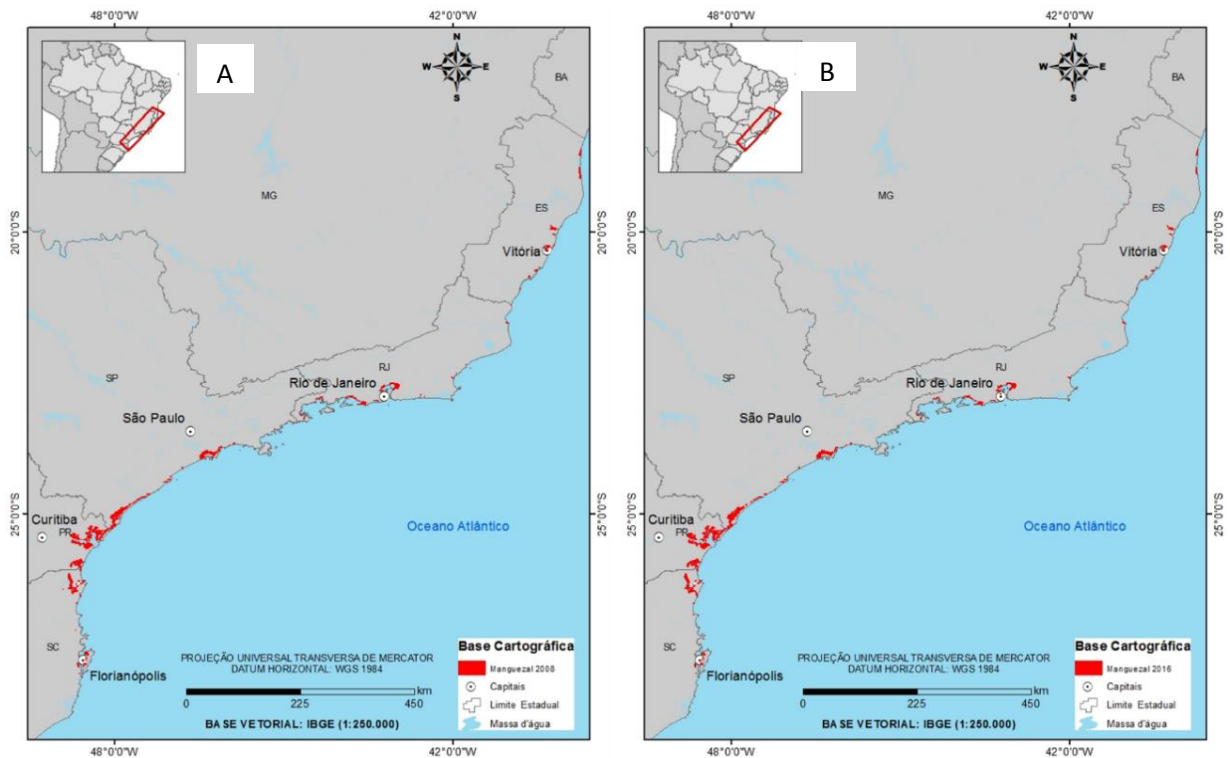 48°0'0"W 42°0'0"W
A
N
W E
S
BA
MG
ES
20°0'0"S
Vitória
RJ
Rio de Janeiro
SP
São Paulo
25°0'0"S
Curitiba
PR
Oceano Atlântico
SC
Florianópolis
PROJEÇÃO UNIVERSAL TRANSVERSA DE MERCATOR
DATUM HORIZONTAL: WGS 1984
km
0 225 450
BASE VETORIAL: IBGE (1:250.000)
Base Cartográfica
Manguezal 2008
Capitais
Limite Estadual
Massa d'água
48°0'0"W 42°0'0"W
20°0'0"S
25°0'0"S
48°0'0"W 42°0'0"W
B
N
W E
S
BA
MG
ES
Vitória
RJ
Rio de Janeiro
SP
São Paulo
Curitiba
PR
Oceano Atlântico
SC
Florianópolis
PROJEÇÃO UNIVERSAL TRANSVERSA DE MERCATOR
DATUM HORIZONTAL: WGS 1984
km
0 225 450
BASE VETORIAL: IBGE (1:250.000)
Base Cartográfica
Manguezal 2016
Capitais
Limite Estadual
Massa d'água
20°0'0"S
25°0'0"S
48°0'0"W 42°0'0"W